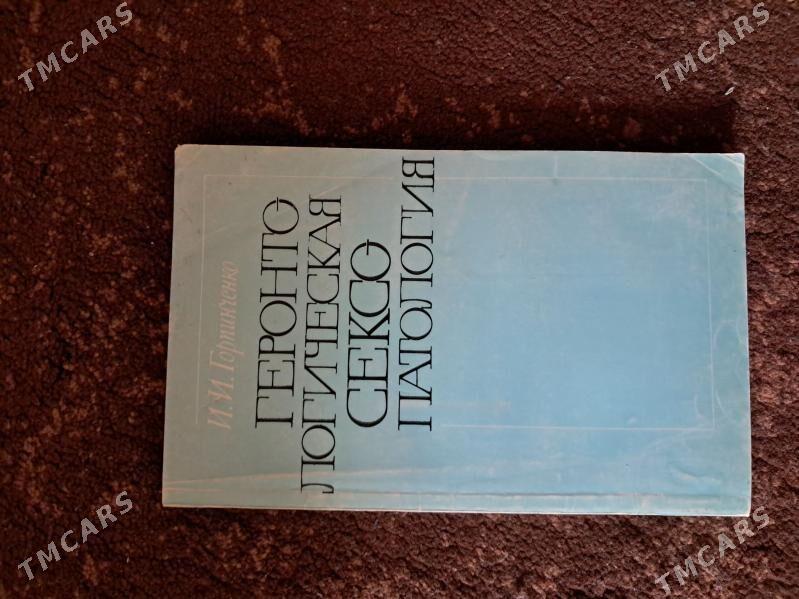 И. И. Горпинченко
ГЕРОНТО-
ЛОГИЧЕСКАЯ
СЕКСО-
ПАТОЛОГИЯ
TMCARS
TMCARS
TMCARS
TMCARS